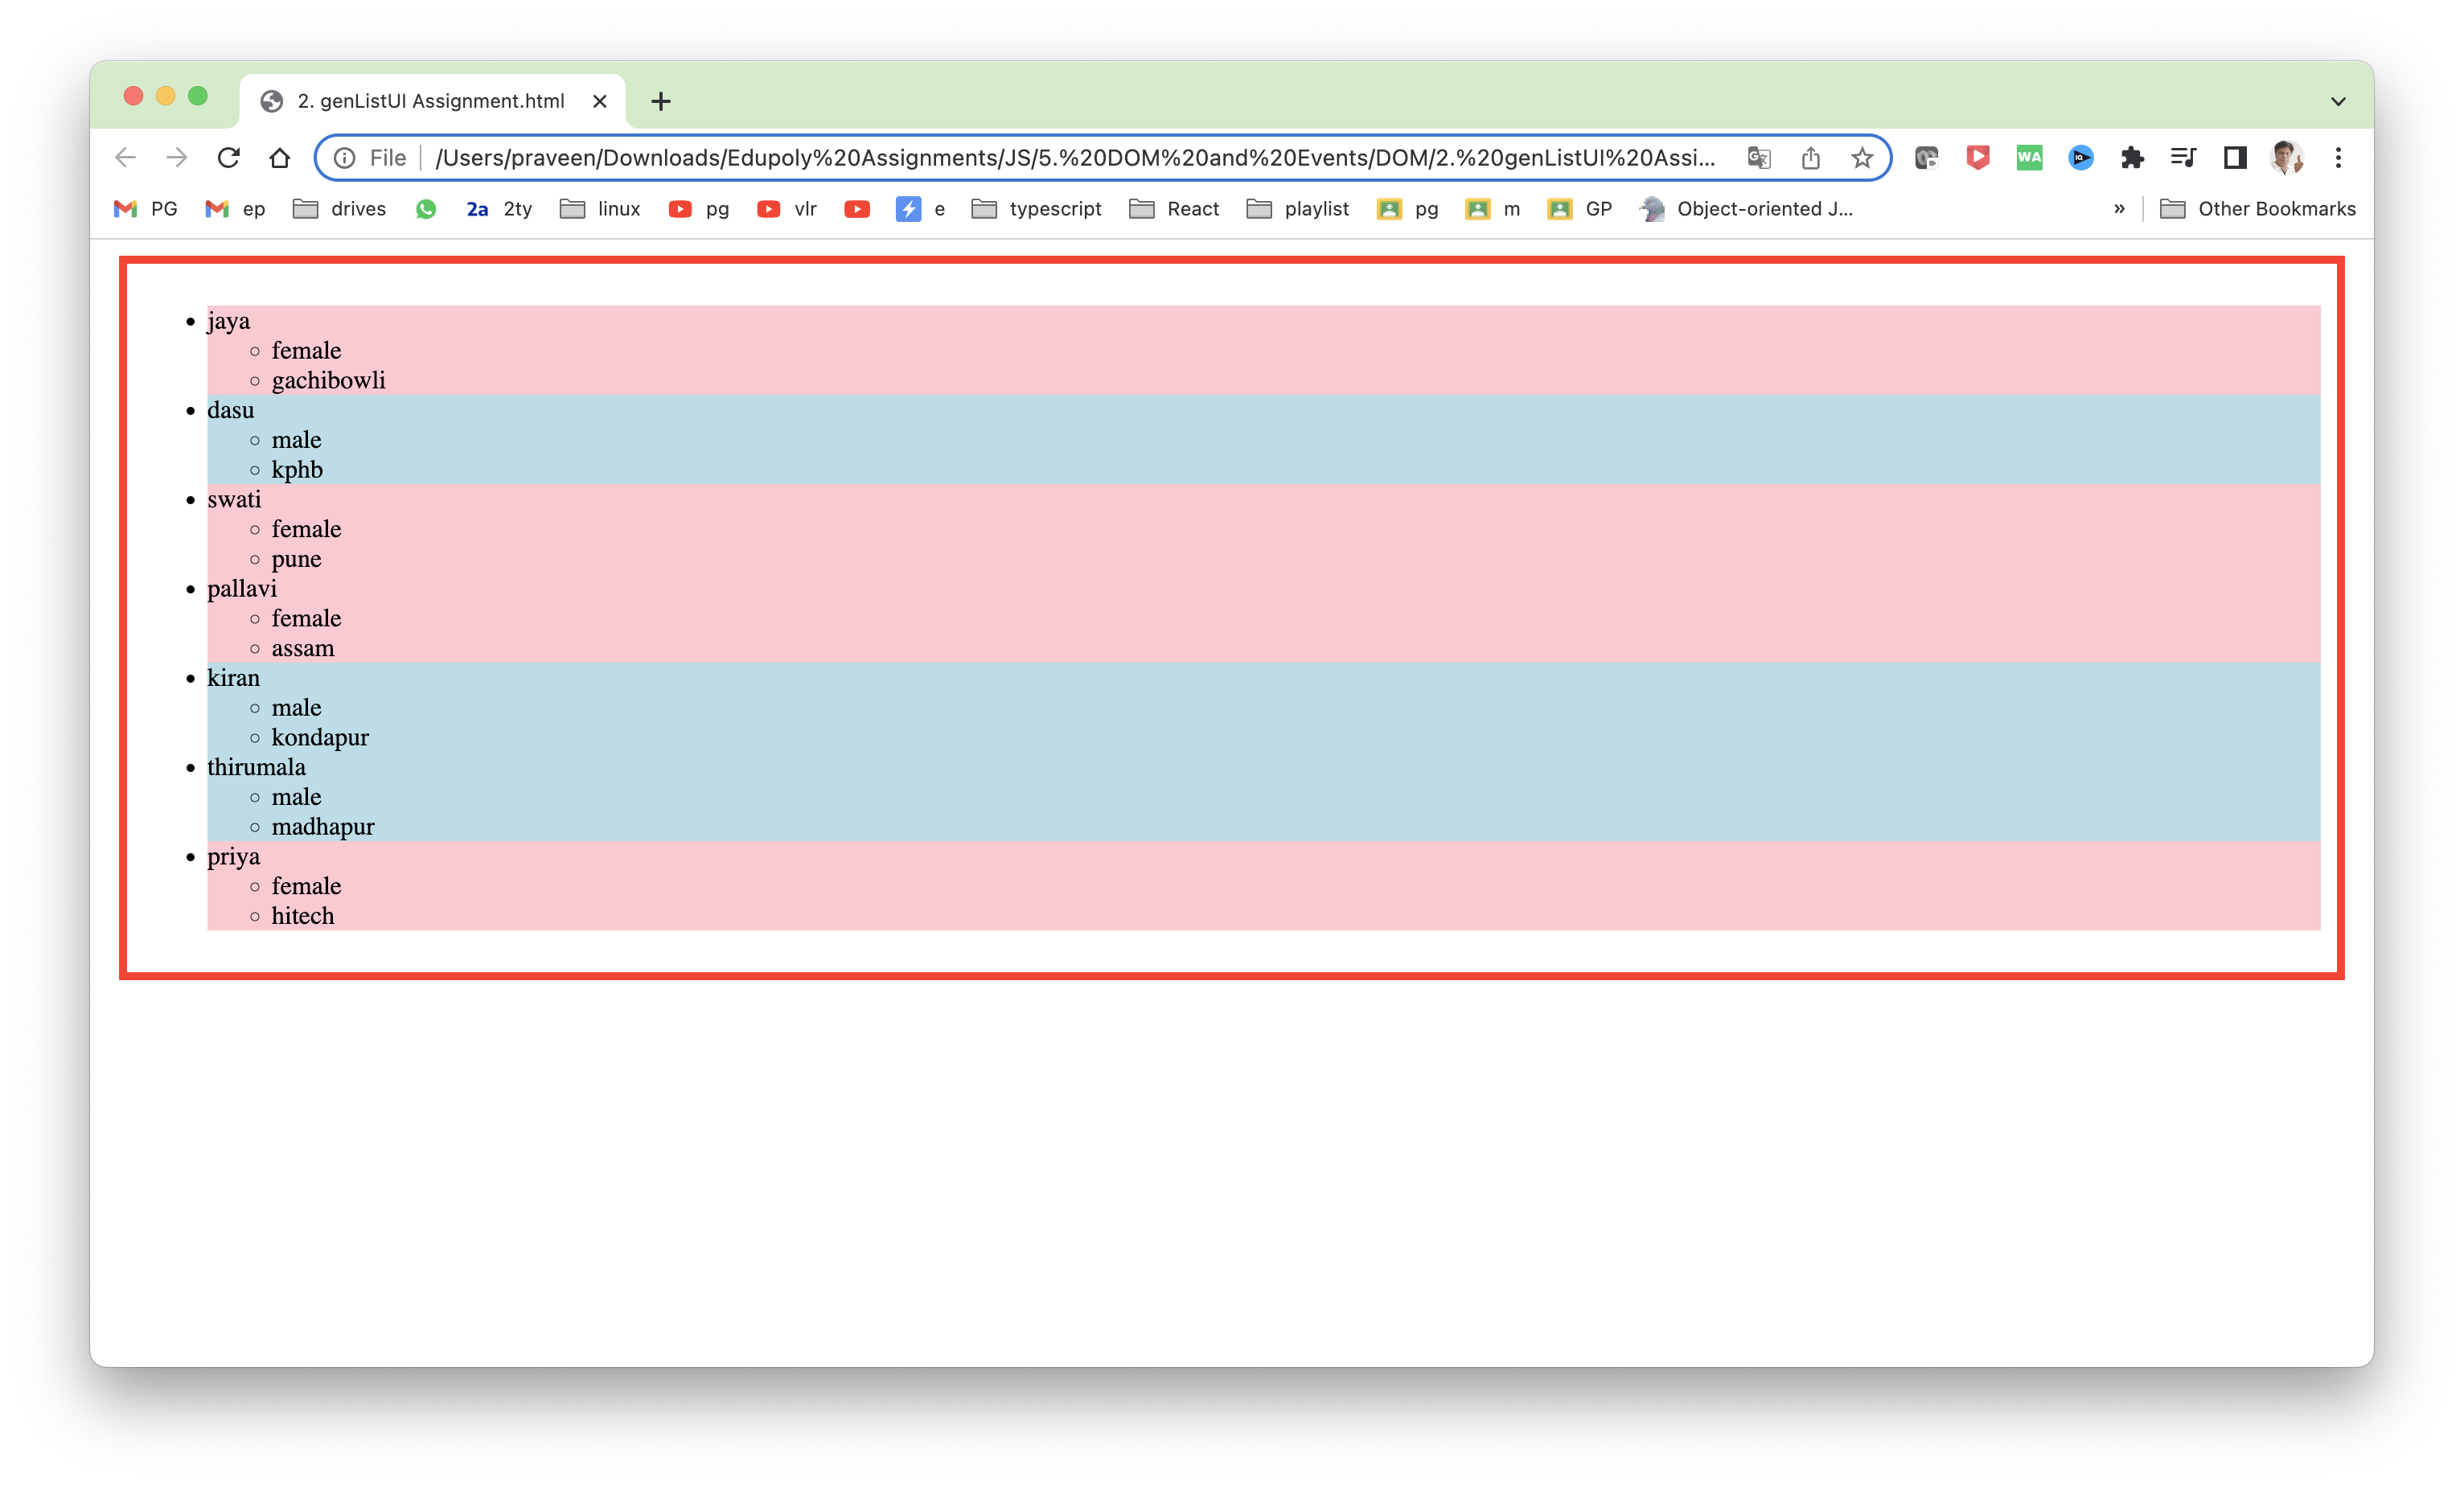 2. genListUI Assignment.html
File /Users/praveen/Downloads/Edupoly%20Assignments/JS/5.%20DOM%20and%20Events/DOM/2.%20genListUI%20Assi... WA
PG ep drives 2a 2ty linux pg vlr e typescript React playlist pg m GP Object-oriented J... » Other Bookmarks
jaya
female
gachibowli
dasu
male
kphb
swati
female
pune
pallavi
female
assam
kiran
male
kondapur
thirumala
male
madhapur
priya
female
hitech